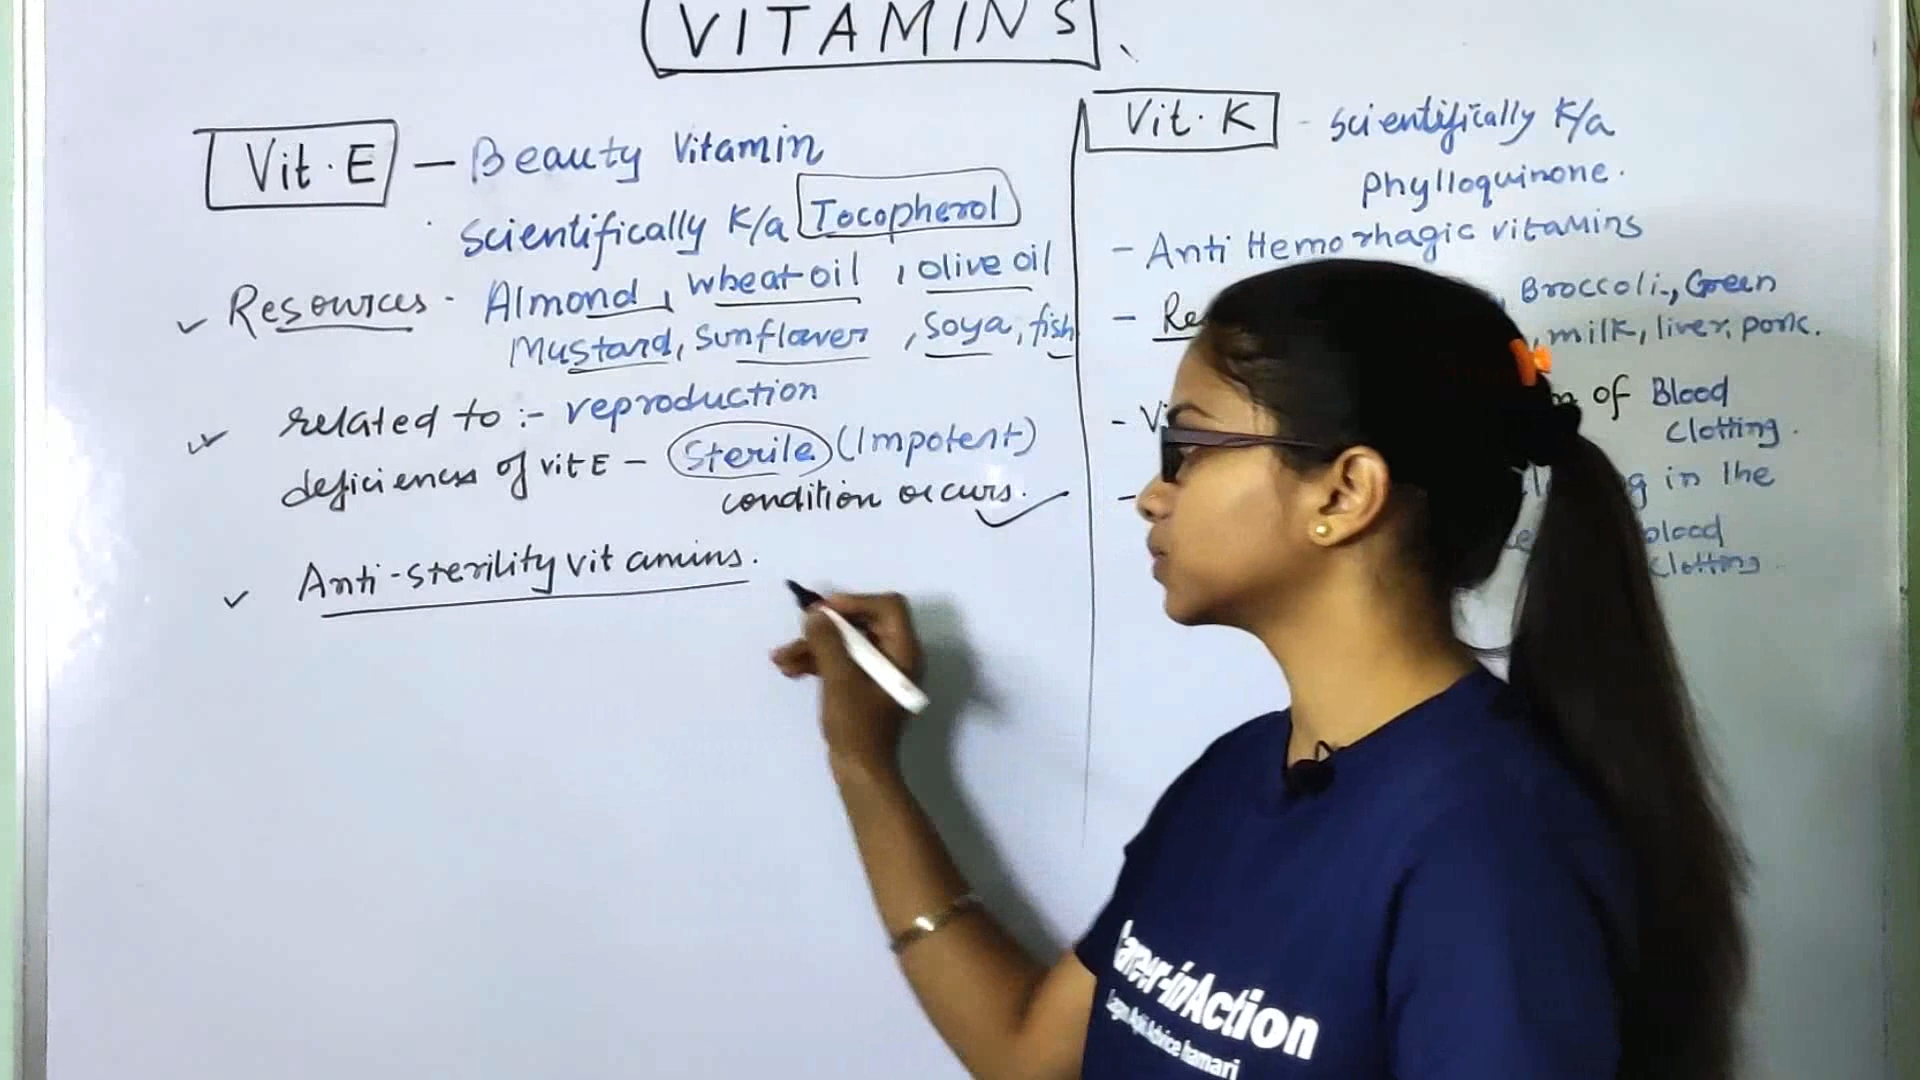 VITAMINS
Vit. E - Beauty Vitamin
Scientifically K/a Tocopherol
Resources - Almond, wheat oil, olive oil
Mustard, Sunflower, Soya, fish
related to :- reproduction
deficiency of vit E - Sterile (Impotent)
condition occurs.
Anti-sterility vitamins.
Vit. K - Scientifically K/a
Phylloquinone.
- Anti Hemorrhagic vitamins
- Broccoli, Green
, milk, liver, pork.
of Blood
clotting.
in the
blood
clotting
Career-inAction